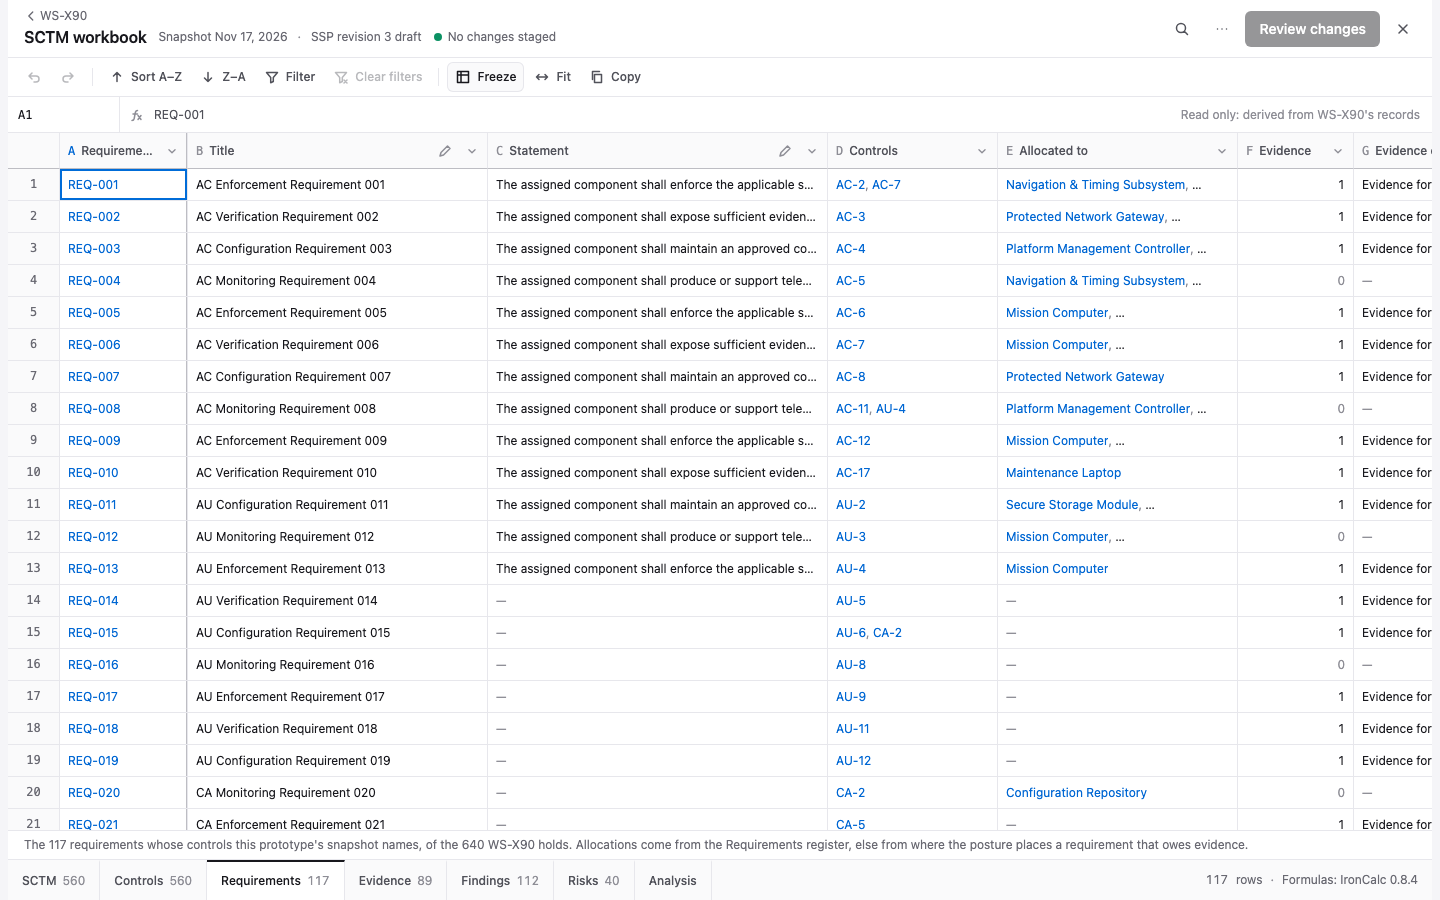 WS-X90
SCTM workbook Snapshot Nov 17, 2026 · SSP revision 3 draft No changes staged
Review changes
Sort A–Z Z–A Filter Clear filters Freeze Fit Copy
A1 fx REQ-001 Read only: derived from WS-X90's records
A Requireme... B Title C Statement D Controls E Allocated to F Evidence G Evidence
1 REQ-001 AC Enforcement Requirement 001 The assigned component shall enforce the applicable s... AC-2, AC-7 Navigation & Timing Subsystem, ... 1 Evidence for
2 REQ-002 AC Verification Requirement 002 The assigned component shall expose sufficient eviden... AC-3 Protected Network Gateway, ... 1 Evidence for
3 REQ-003 AC Configuration Requirement 003 The assigned component shall maintain an approved co... AC-4 Platform Management Controller, ... 1 Evidence for
4 REQ-004 AC Monitoring Requirement 004 The assigned component shall produce or support tele... AC-5 Navigation & Timing Subsystem, ... 0 —
5 REQ-005 AC Enforcement Requirement 005 The assigned component shall enforce the applicable s... AC-6 Mission Computer, ... 1 Evidence for
6 REQ-006 AC Verification Requirement 006 The assigned component shall expose sufficient eviden... AC-7 Mission Computer, ... 1 Evidence for
7 REQ-007 AC Configuration Requirement 007 The assigned component shall maintain an approved co... AC-8 Protected Network Gateway 1 Evidence for
8 REQ-008 AC Monitoring Requirement 008 The assigned component shall produce or support tele... AC-11, AU-4 Platform Management Controller, ... 0 —
9 REQ-009 AC Enforcement Requirement 009 The assigned component shall enforce the applicable s... AC-12 Mission Computer, ... 1 Evidence for
10 REQ-010 AC Verification Requirement 010 The assigned component shall expose sufficient eviden... AC-17 Maintenance Laptop 1 Evidence for
11 REQ-011 AU Configuration Requirement 011 The assigned component shall maintain an approved co... AU-2 Secure Storage Module, ... 1 Evidence for
12 REQ-012 AU Monitoring Requirement 012 The assigned component shall produce or support tele... AU-3 Mission Computer, ... 0 —
13 REQ-013 AU Enforcement Requirement 013 The assigned component shall enforce the applicable s... AU-4 Mission Computer 1 Evidence for
14 REQ-014 AU Verification Requirement 014 — AU-5 — 1 Evidence for
15 REQ-015 AU Configuration Requirement 015 — AU-6, CA-2 — 1 Evidence for
16 REQ-016 AU Monitoring Requirement 016 — AU-8 — 0 —
17 REQ-017 AU Enforcement Requirement 017 — AU-9 — 1 Evidence for
18 REQ-018 AU Verification Requirement 018 — AU-11 — 1 Evidence for
19 REQ-019 AU Configuration Requirement 019 — AU-12 — 1 Evidence for
20 REQ-020 CA Monitoring Requirement 020 — CA-2 Configuration Repository 0 —
21 REQ-021 CA Enforcement Requirement 021 — CA-5 — 1 Evidence for
The 117 requirements whose controls this prototype's snapshot names, of the 640 WS-X90 holds. Allocations come from the Requirements register, else from where the posture places a requirement that owes evidence.
SCTM 560 Controls 560 Requirements 117 Evidence 89 Findings 112 Risks 40 Analysis 117 rows · Formulas: IronCalc 0.8.4